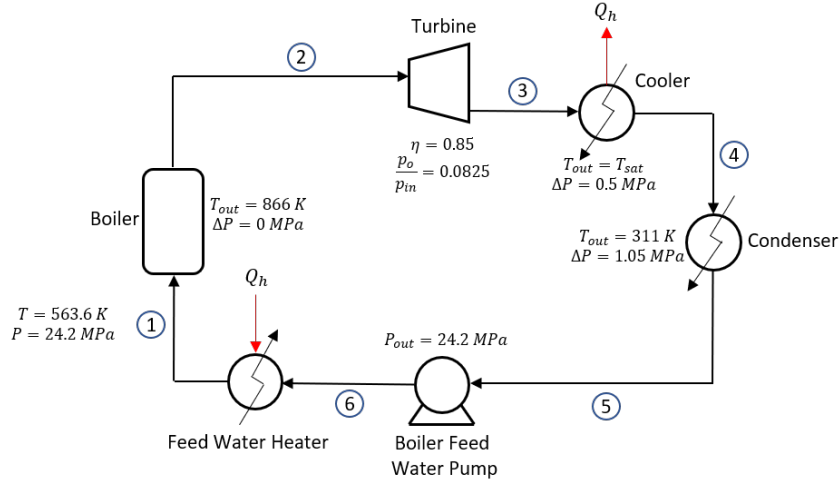 Turbine
Q_h
2
3
Cooler
η = 0.85
p_o/p_in = 0.0825
T_out = T_sat
ΔP = 0.5 MPa
4
Boiler
T_out = 866 K
ΔP = 0 MPa
T_out = 311 K
ΔP = 1.05 MPa
Condenser
Q_h
T = 563.6 K
P = 24.2 MPa
1
P_out = 24.2 MPa
6
5
Feed Water Heater
Boiler Feed
Water Pump